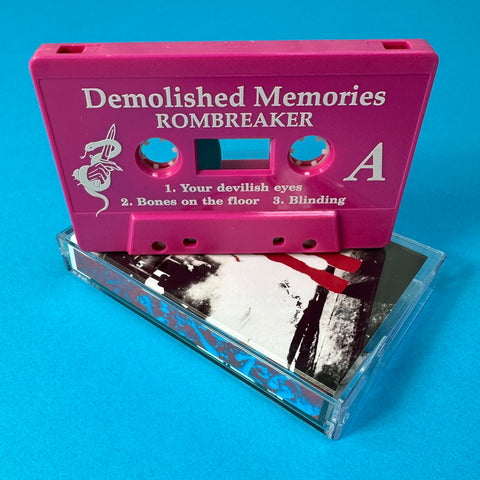 Demolished Memories
ROMBREAKER
A
1. Your devilish eyes
2. Bones on the floor 3. Blinding